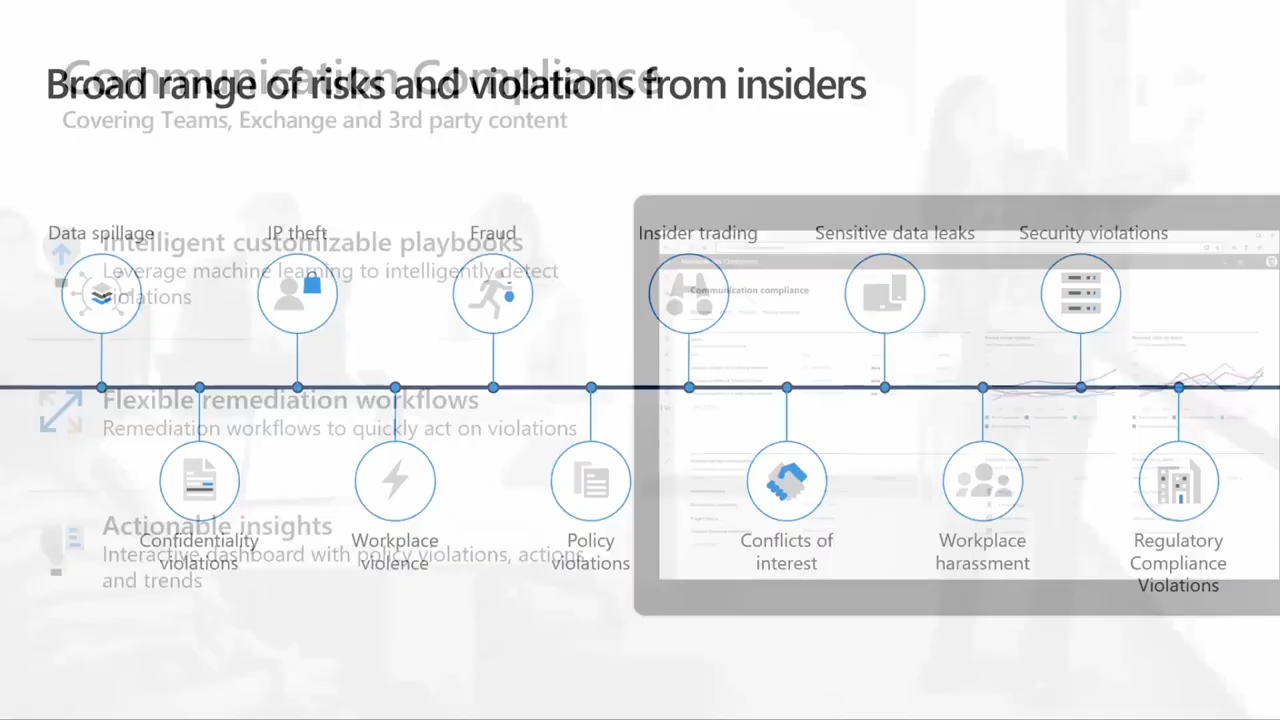 Communication Compliance
Broad range of risks and violations from insiders
Covering Teams, Exchange and 3rd party content
Data spillage
IP theft
Fraud
Insider trading
Sensitive data leaks
Security violations
Intelligent customizable playbooks
Leverage machine learning to intelligently detect
violations
Communication compliance
Flexible remediation workflows
Remediation workflows to quickly act on violations
Actionable insights
Interactive dashboard with policy violations, actions
and trends
Confidentiality
violations
Workplace
violence
Policy
violations
Conflicts of
interest
Workplace
harassment
Regulatory
Compliance
Violations